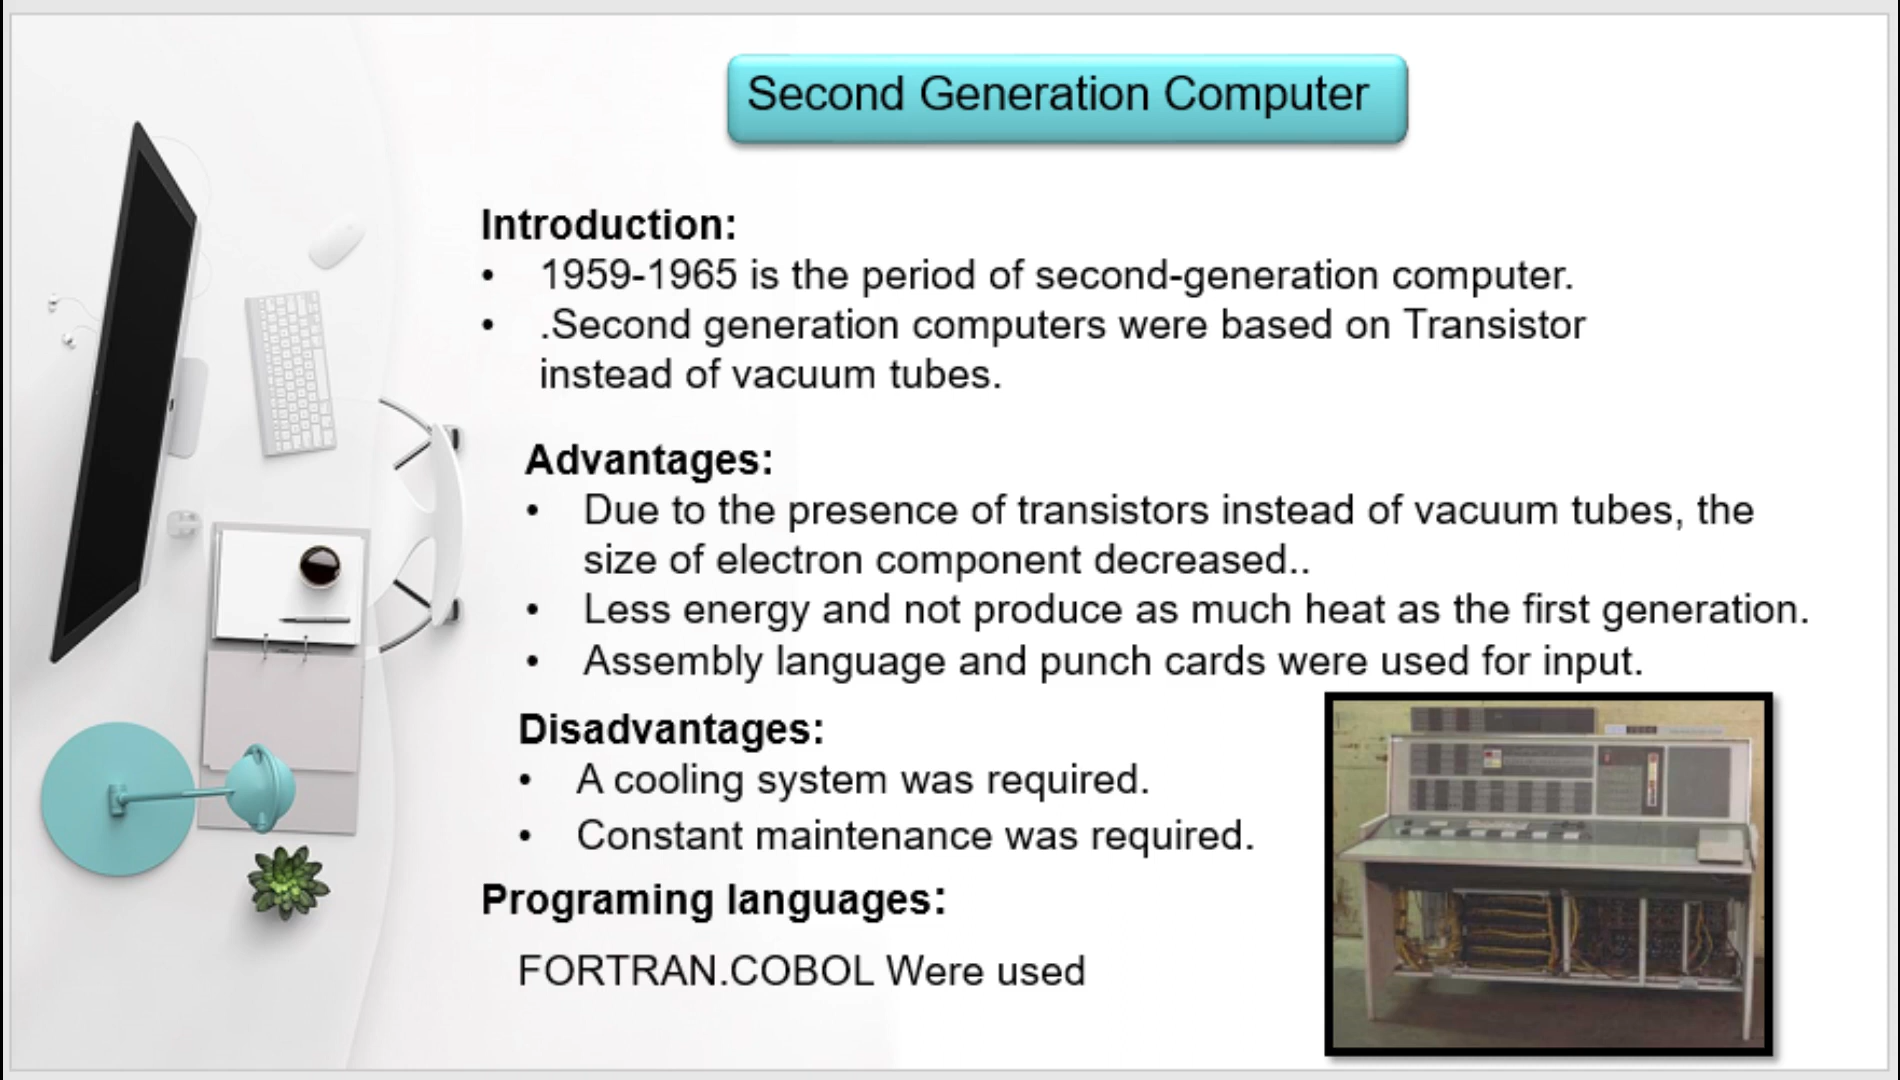 Second Generation Computer
Introduction:
• 1959-1965 is the period of second-generation computer.
• .Second generation computers were based on Transistor
instead of vacuum tubes.
Advantages:
• Due to the presence of transistors instead of vacuum tubes, the
size of electron component decreased..
• Less energy and not produce as much heat as the first generation.
• Assembly language and punch cards were used for input.
Disadvantages:
• A cooling system was required.
• Constant maintenance was required.
Programing languages:
FORTRAN.COBOL Were used